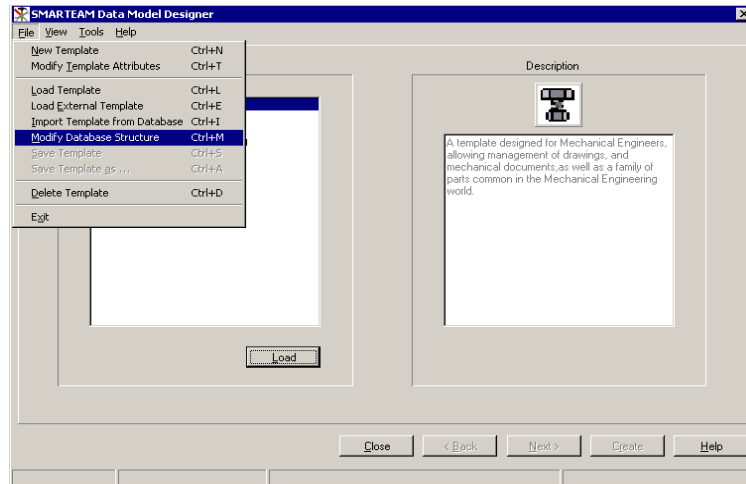 SMARTEAM Data Model Designer
File View Tools Help
New Template Ctrl+N
Modify Template Attributes Ctrl+T
Load Template Ctrl+L
Load External Template Ctrl+E
Import Template from Database Ctrl+I
Modify Database Structure Ctrl+M
Save Template Ctrl+S
Save Template as ... Ctrl+A
Delete Template Ctrl+D
Exit
Description
A template designed for Mechanical Engineers,
allowing management of drawings, and
mechanical documents,as well as a family of
parts common in the Mechanical Engineering
world.
Load
Close < Back Next > Create Help